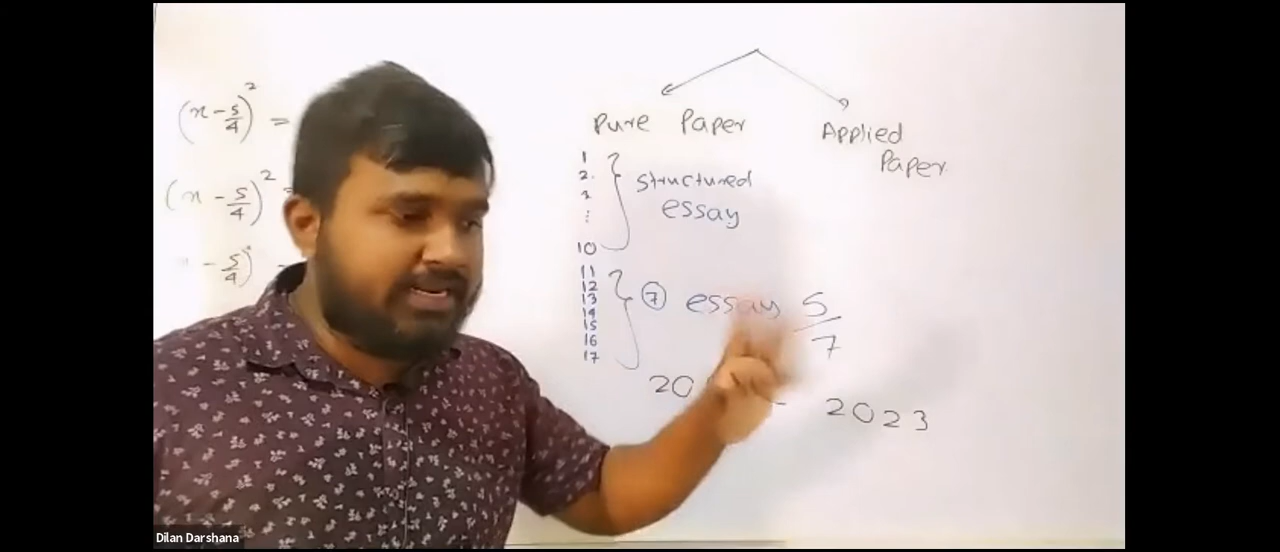 (x - 5/4)² =
(x - 5/4)² =
- 5/4)² -
Pure Paper
Applied
Paper
1
2.
3
⋮
10
structured
essay
11
12
13
14
15
16
17
7 essay 5/7
20 - 2023
Dilan Darshana